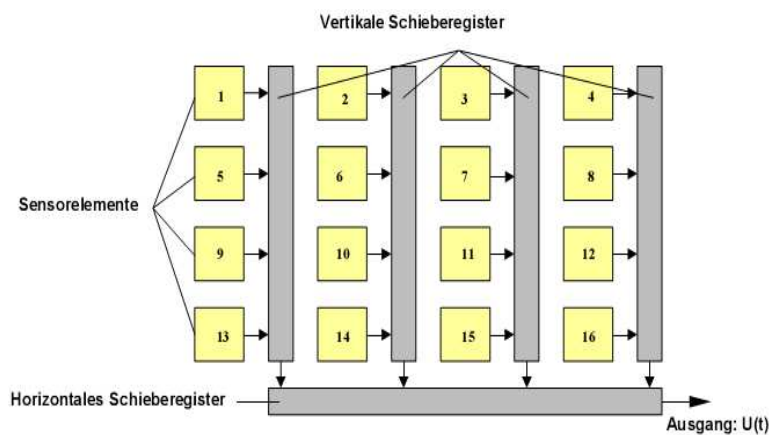 Vertikale Schieberegister
1 2 3 4
5 6 7 8
Sensorelemente
9 10 11 12
13 14 15 16
Horizontales Schieberegister
Ausgang: U(t)